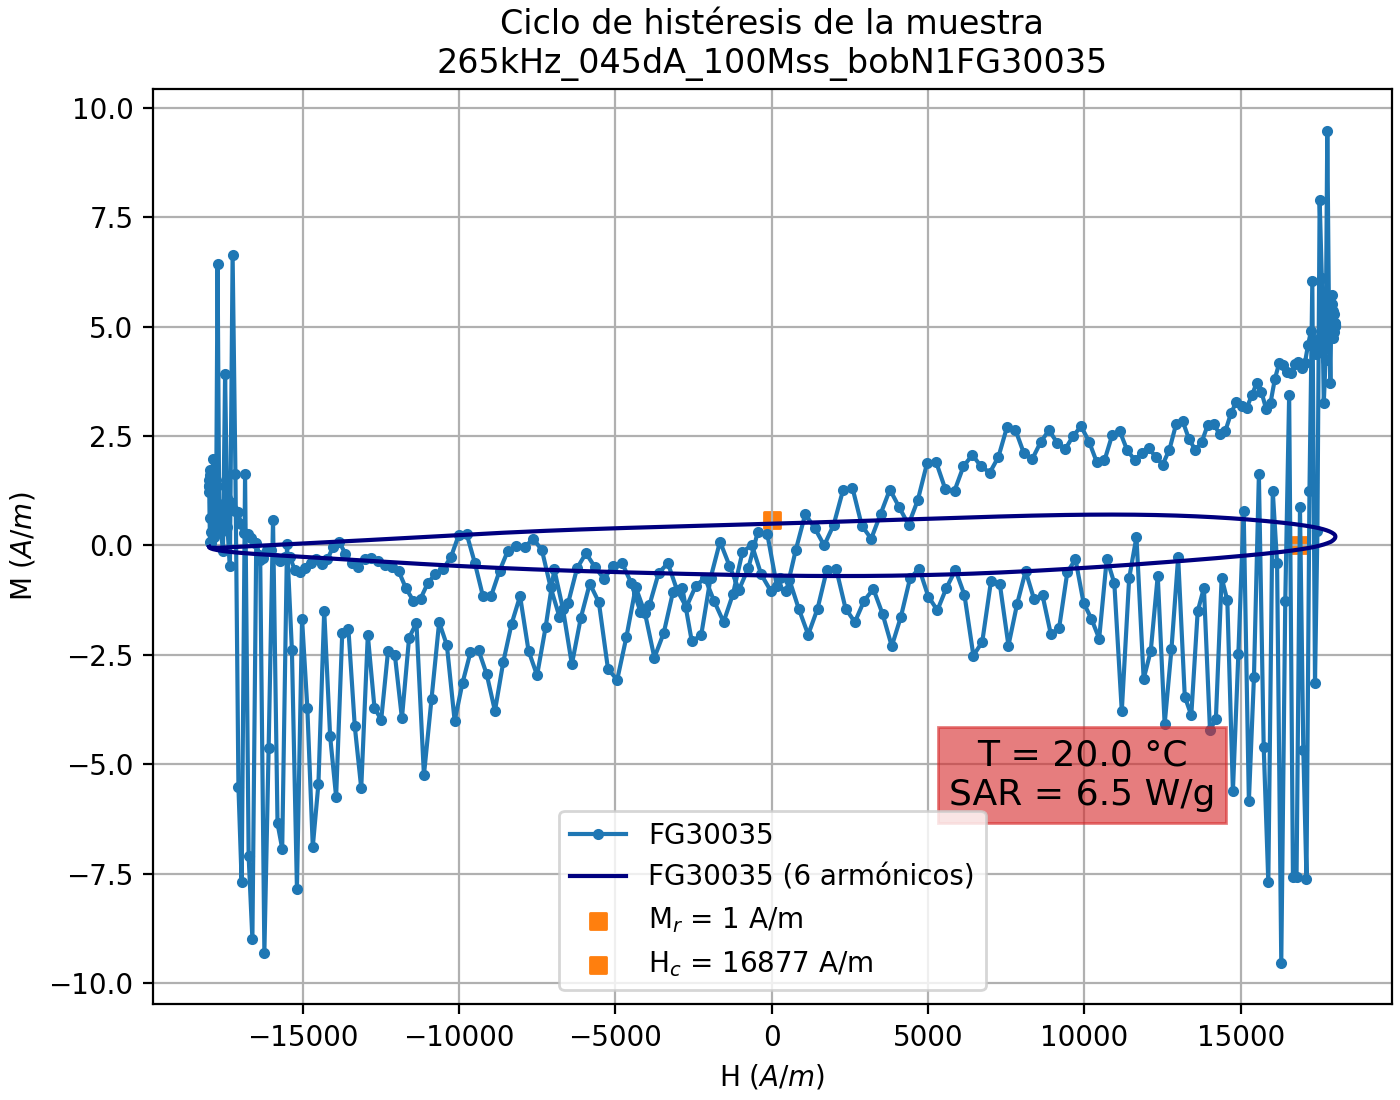 Ciclo de histéresis de la muestra
265kHz_045dA_100Mss_bobN1FG30035
10.0
7.5
5.0
2.5
0.0
−2.5
−5.0
−7.5
−10.0
M (A/m)
T = 20.0 °C
SAR = 6.5 W/g
FG30035
FG30035 (6 armónicos)
Mr = 1 A/m
Hc = 16877 A/m
−15000 −10000 −5000 0 5000 10000 15000
H (A/m)